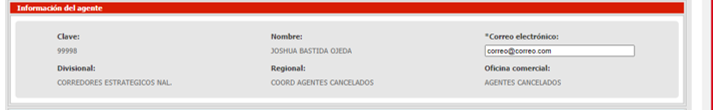 Información del agente
Clave: Nombre: *Correo electrónico:
99998 JOSHUA BASTIDA OJEDA correo@correo.com
Divisional: Regional: Oficina comercial:
CORREDORES ESTRATEGICOS NAL. COORD AGENTES CANCELADOS AGENTES CANCELADOS